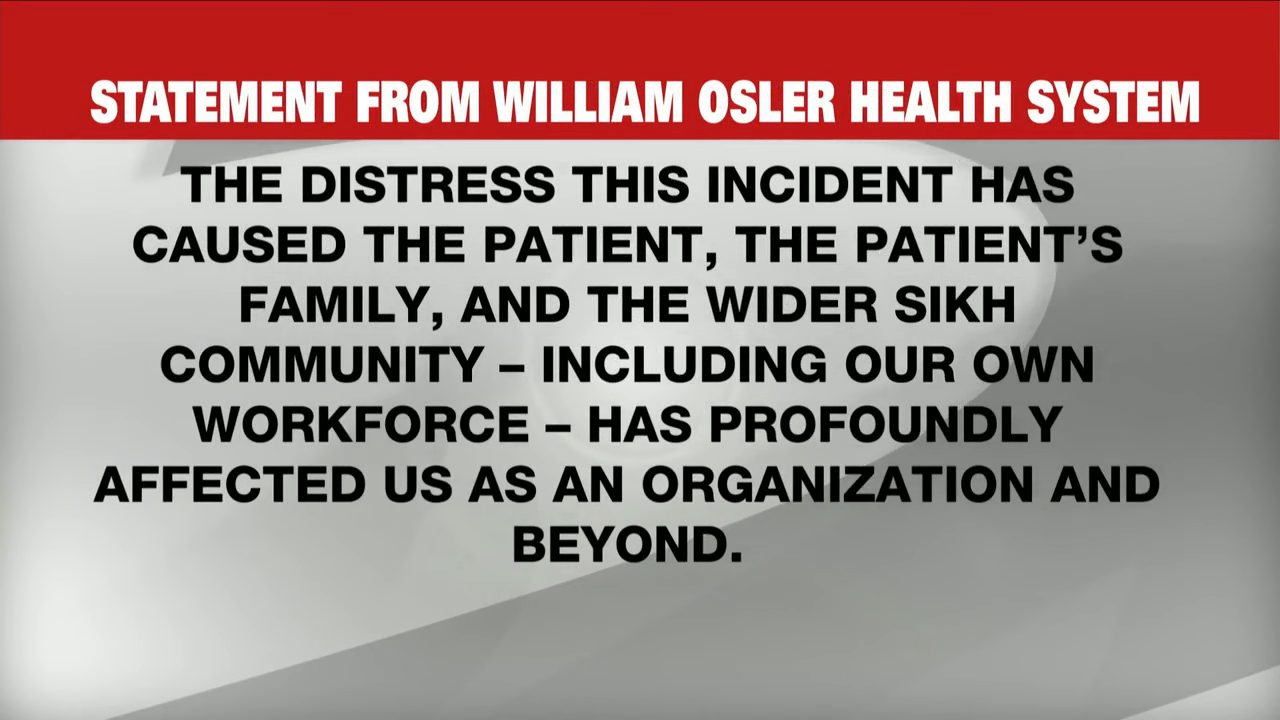 STATEMENT FROM WILLIAM OSLER HEALTH SYSTEM
THE DISTRESS THIS INCIDENT HAS
CAUSED THE PATIENT, THE PATIENT’S
FAMILY, AND THE WIDER SIKH
COMMUNITY – INCLUDING OUR OWN
WORKFORCE – HAS PROFOUNDLY
AFFECTED US AS AN ORGANIZATION AND
BEYOND.